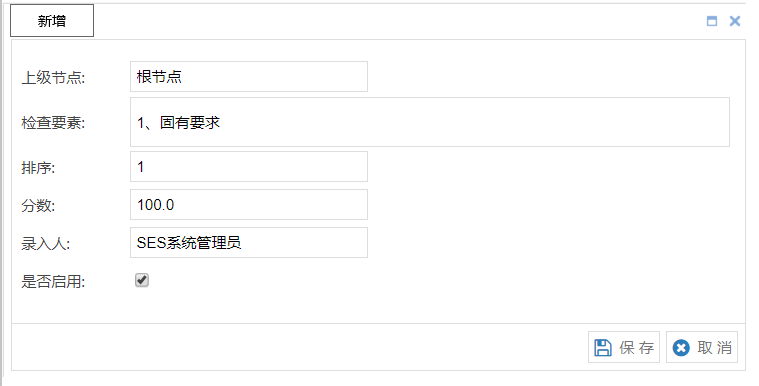 新增
上级节点: 根节点
检查要素: 1、固有要求
排序: 1
分数: 100.0
录入人: SES系统管理员
是否启用:
保 存 取 消